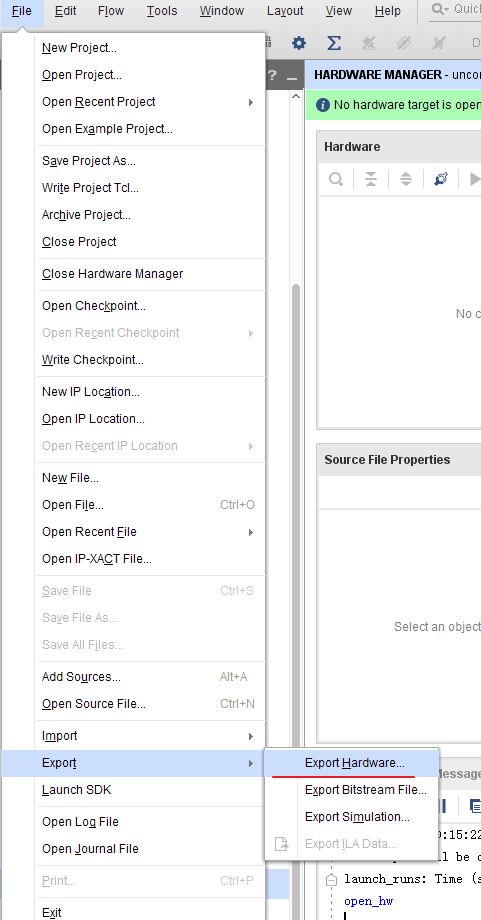 File Edit Flow Tools Window Layout View Help Quic
New Project...
Open Project...
Open Recent Project
Open Example Project...
Save Project As...
Write Project Tcl...
Archive Project...
Close Project
Close Hardware Manager
Open Checkpoint...
Open Recent Checkpoint
Write Checkpoint...
New IP Location...
Open IP Location...
Open Recent IP Location
New File...
Open File... Ctrl+O
Open Recent File
Open IP-XACT File...
Save File Ctrl+S
Save File As...
Save All Files...
Add Sources... Alt+A
Open Source File... Ctrl+N
Import
Export
Launch SDK
Open Log File
Open Journal File
Print... Ctrl+P
Exit
Export Hardware...
Export Bitstream File...
Export Simulation...
Export ILA Data...
HARDWARE MANAGER - uncon
No hardware target is open
Hardware
No c
Source File Properties
Select an object
Message
0:15:22
launch_runs: Time (s
open_hw